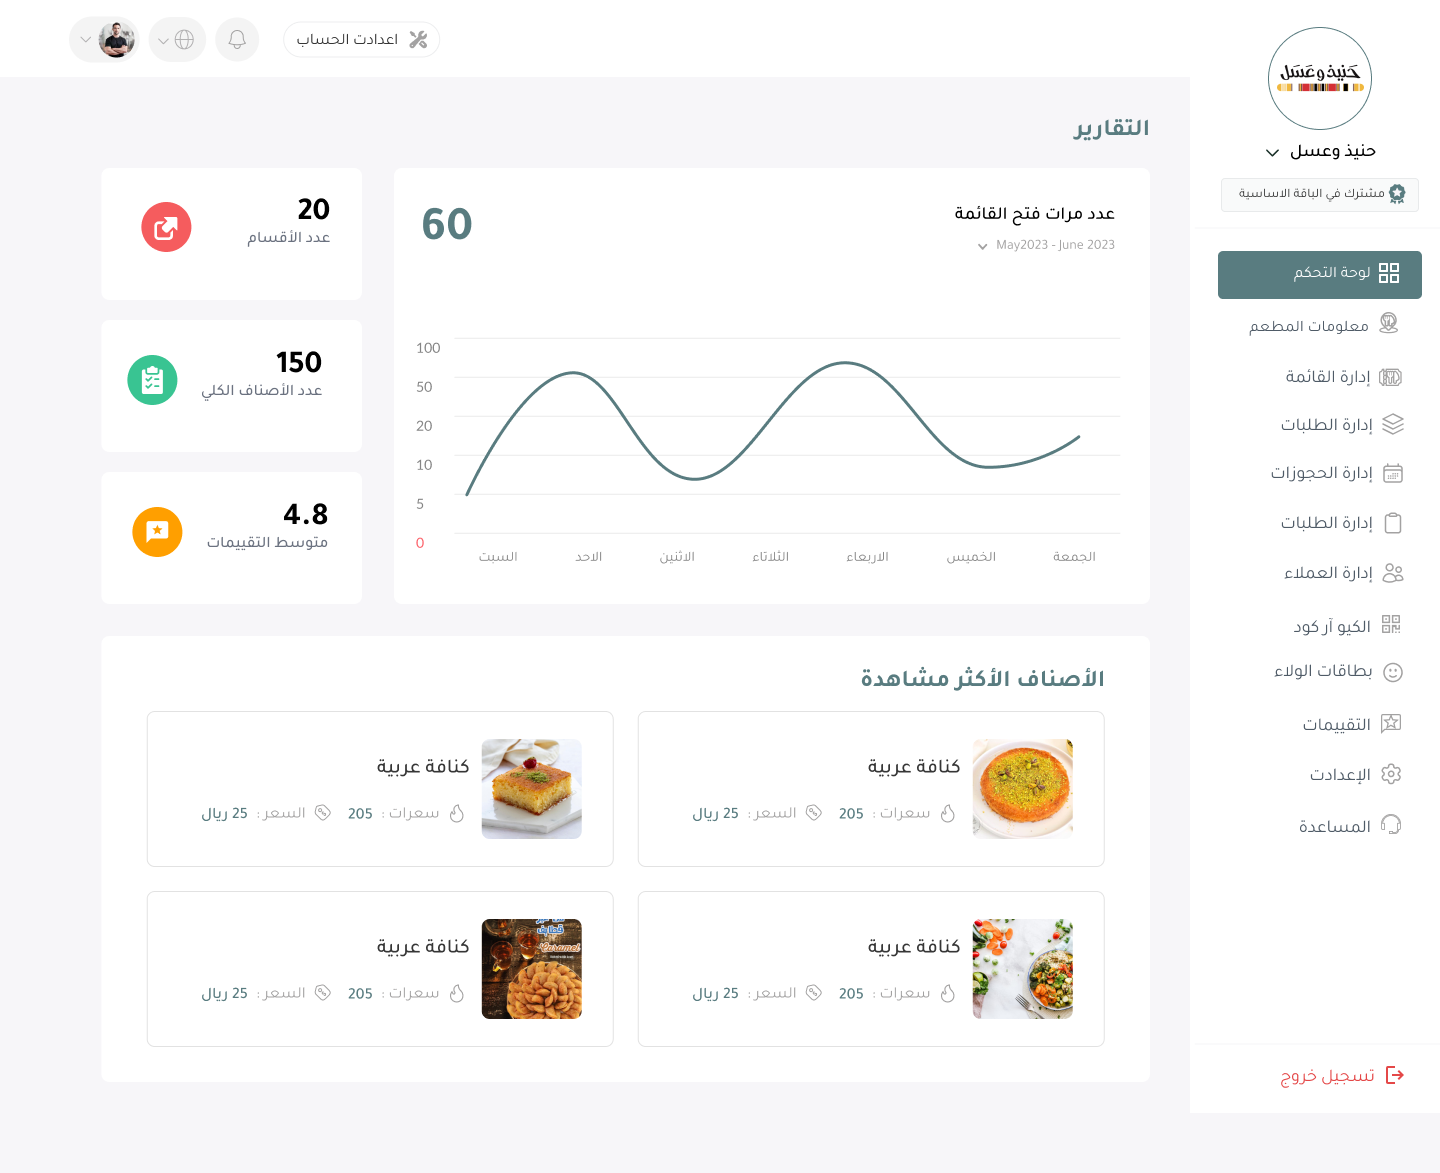 اعدادت الحساب
حنيذ وعسل
حنيذ وعسل
مشترك في الباقة الاساسية
لوحة التحكم
معلومات المطعم
إدارة القائمة
إدارة الطلبات
إدارة الحجوزات
إدارة الطلبات
إدارة العملاء
الكيو آر كود
بطاقات الولاء
التقييمات
الإعدادت
المساعدة
تسجيل خروج
التقارير
عدد مرات فتح القائمة
60
May2023 - June 2023
100
50
20
10
5
0
الجمعة
الخميس
الاربعاء
الثلاثاء
الاثنين
الاحد
السبت
20
عدد الأقسام
150
عدد الأصناف الكلي
4.8
متوسط التقييمات
الأصناف الأكثر مشاهدة
كنافة عربية
سعرات : 205 السعر : 25 ريال
كنافة عربية
سعرات : 205 السعر : 25 ريال
كنافة عربية
سعرات : 205 السعر : 25 ريال
كنافة عربية
سعرات : 205 السعر : 25 ريال
قطايف
Caramel